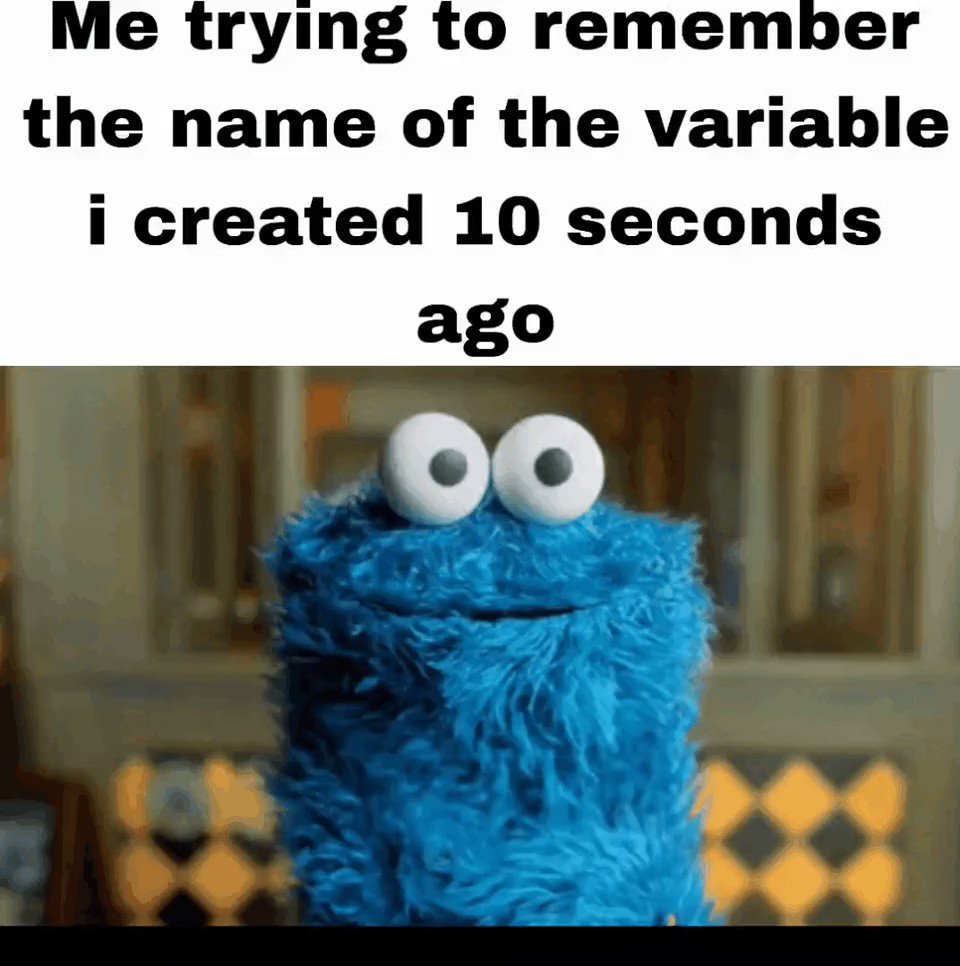 Me trying to remember
the name of the variable
i created 10 seconds
ago